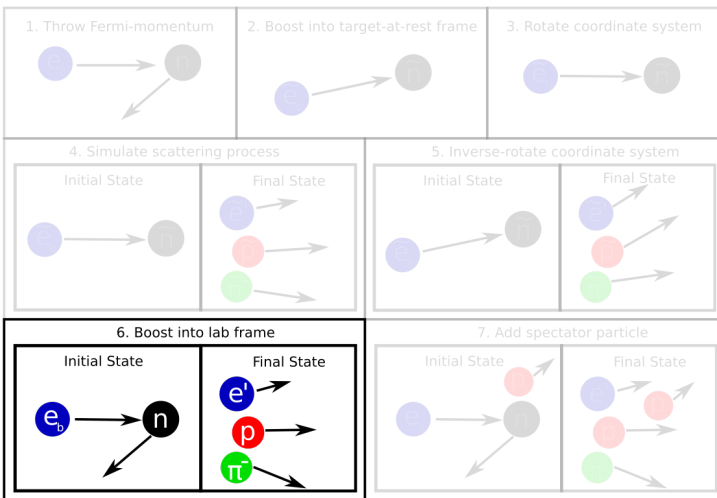 1. Throw Fermi-momentum
2. Boost into target-at-rest frame
3. Rotate coordinate system
e
n
e
n
e
n
4. Simulate scattering process
5. Inverse-rotate coordinate system
Initial State
Final State
Initial State
Final State
e
n
p
e
n
p
6. Boost into lab frame
7. Add spectator particle
Initial State
Final State
Initial State
Final State
e_b
n
e'
p
π⁻
e
n
p